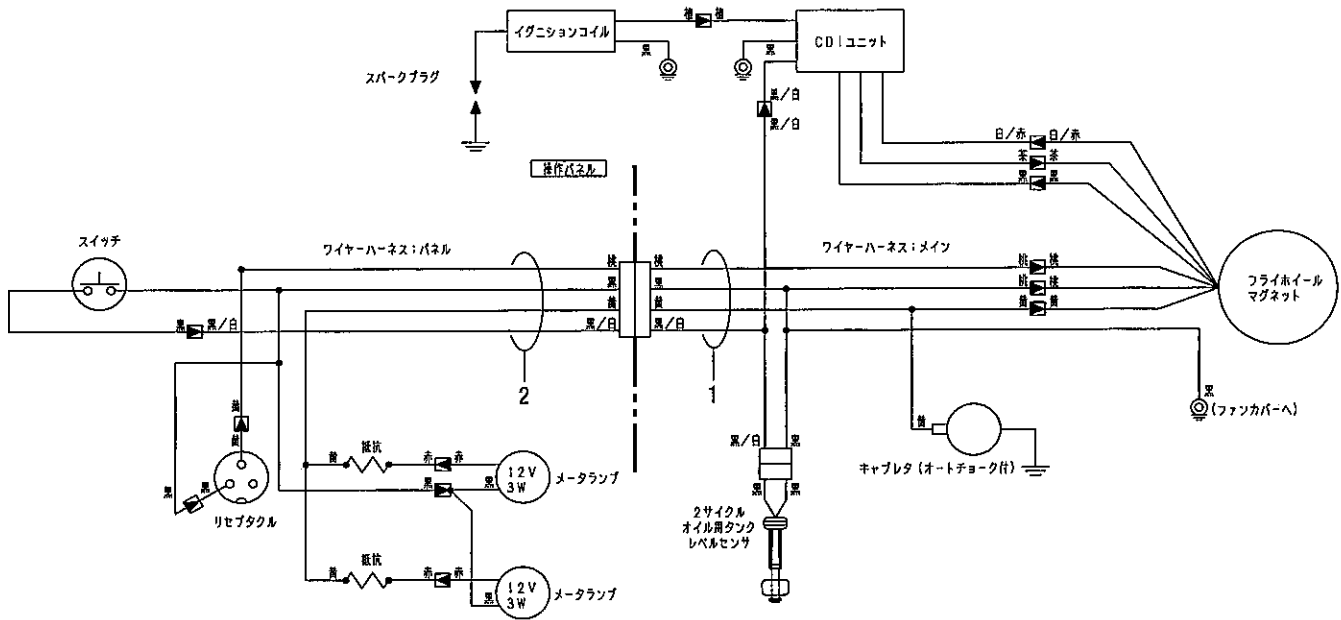 橙 橙
イグニションコイル
黒
黒
CDIユニット
スパークプラグ
黒/白
黒/白
白/赤 白/赤
茶 茶
黒 黒
操作パネル
スイッチ
ワイヤーハーネス;パネル
ワイヤーハーネス;メイン
桃 桃
桃 桃
黒 黒
桃 桃
黄 黄
黄 黄
黒 黒/白
黒/白 黒/白
フライホイール
マグネット
2
1
黒
(ファンカバーへ)
黄
キャブレタ(オートチョーク付)
黄
黄
黒 黒
リセプタクル
黄
抵抗
赤 赤
黒 黒
12V
3W
メータランプ
黒/白 黒
黒 黒
2サイクル
オイル用タンク
レベルセンサ
黄
抵抗
赤 赤
黒
12V
3W
メータランプ